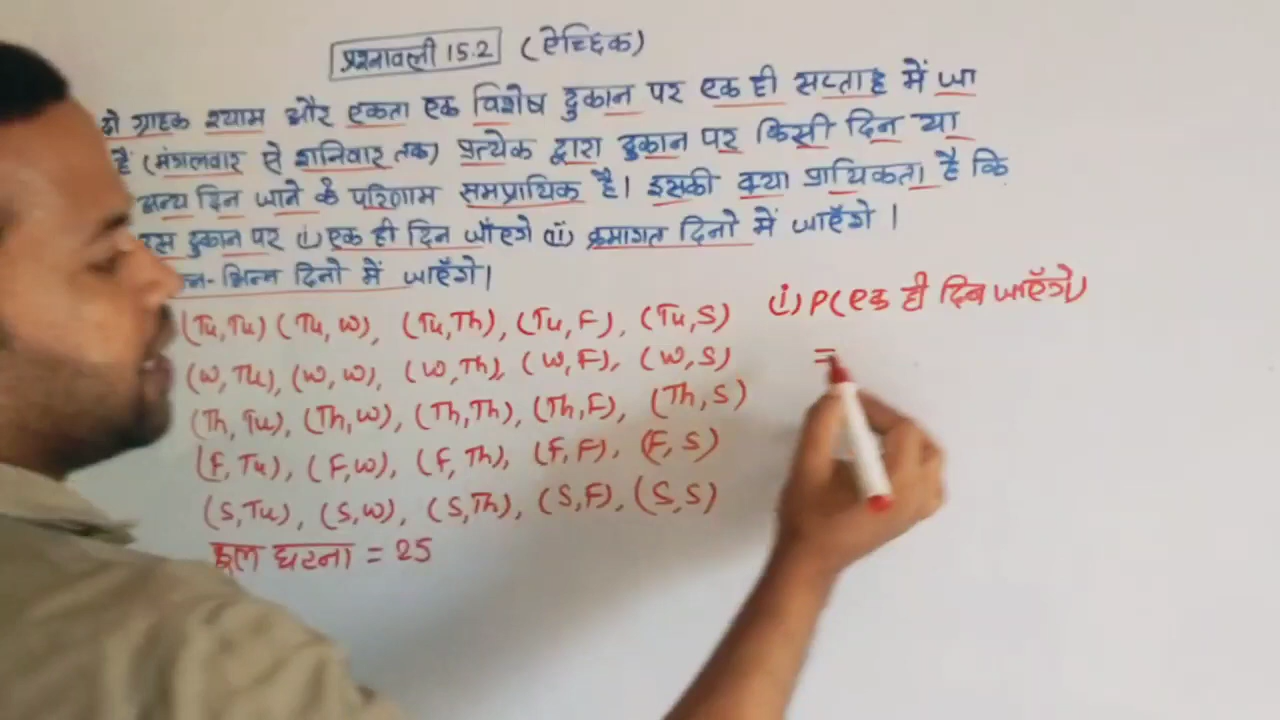 प्रश्नावली 15.2 (ऐच्छिक)
दो ग्राहक श्याम और एकता एक विशेष दुकान पर एक ही सप्ताह में जा
हैं (मंगलवार से शनिवार तक) प्रत्येक द्वारा दुकान पर किसी दिन या
अन्य दिन जाने के परिणाम समप्रायिक है। इसकी क्या प्रायिकता है कि
उस दुकान पर (i) एक ही दिन जाँएगे (ii) क्रमागत दिनो में जाएँगे ।
भिन्न दिनो में जाएँगे।
(Tu,Tu) (Tu, W), (Tu,Th), (Tu,F), (Tu,S)
(W,Tu), (W, W), (W,Th), (W,F), (W,S)
(Th,Tu), (Th,W), (Th,Th), (Th,F), (Th,S)
(F,Tu), (F,W), (F,Th), (F,F), (F,S)
(S,Tu), (S,W), (S,Th), (S,F), (S,S)
कुल घटना = 25
(i) P(एक ही दिन जाएँगे)
=